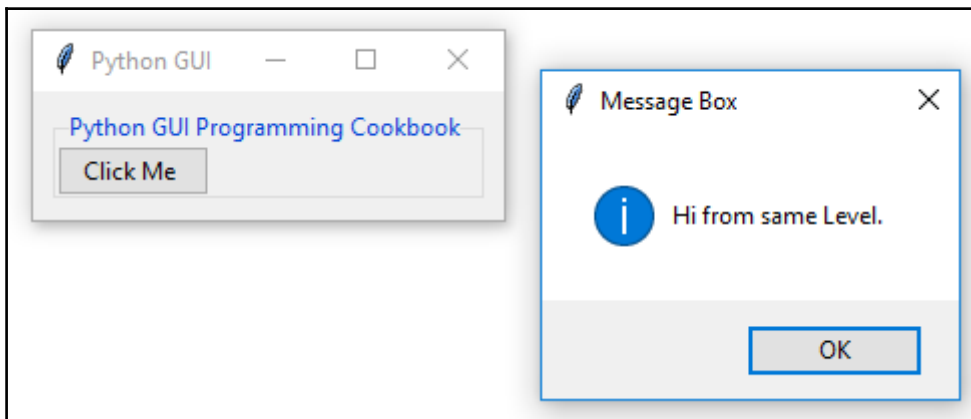 Python GUI
Python GUI Programming Cookbook
Click Me
Message Box
Hi from same Level.
OK